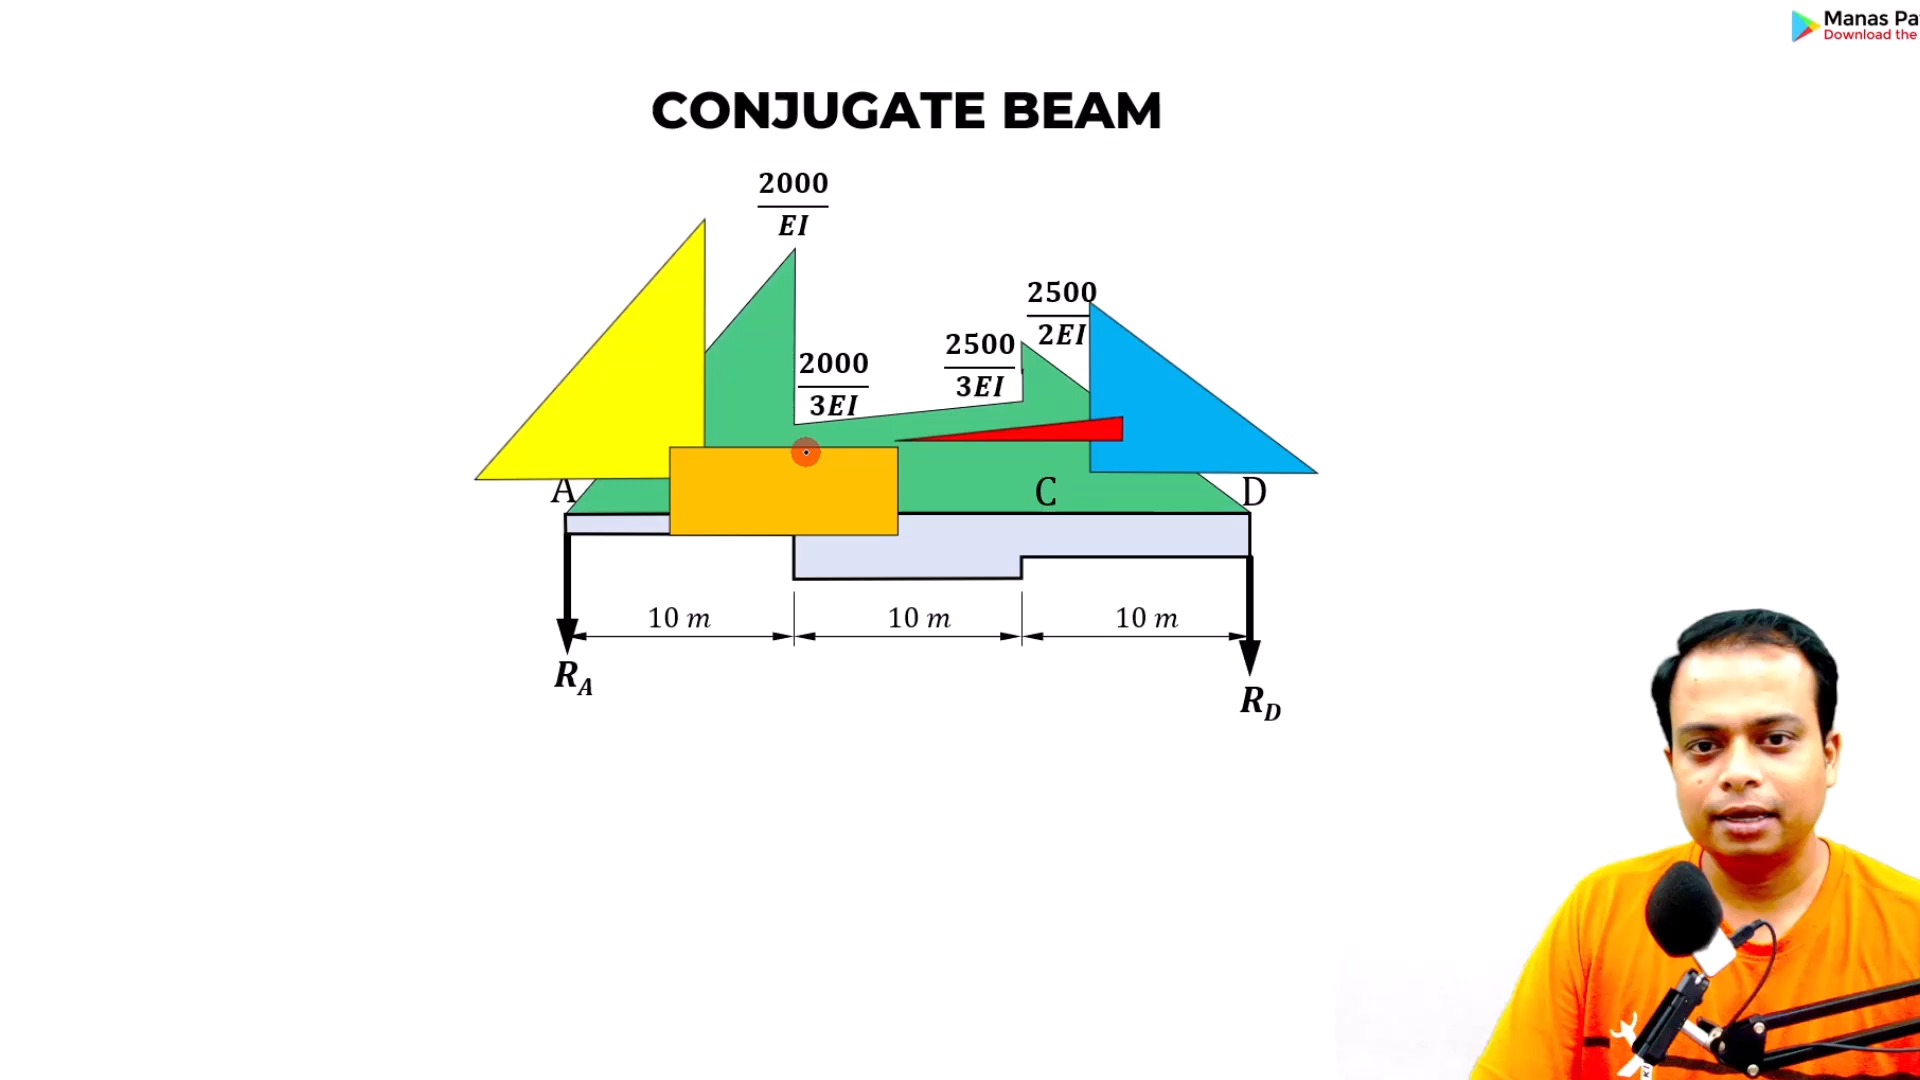 Manas Pa
Download the
CONJUGATE BEAM
2000
EI
2500
2EI
2500
3EI
2000
3EI
A
C
D
10 m
10 m
10 m
R_A
R_D